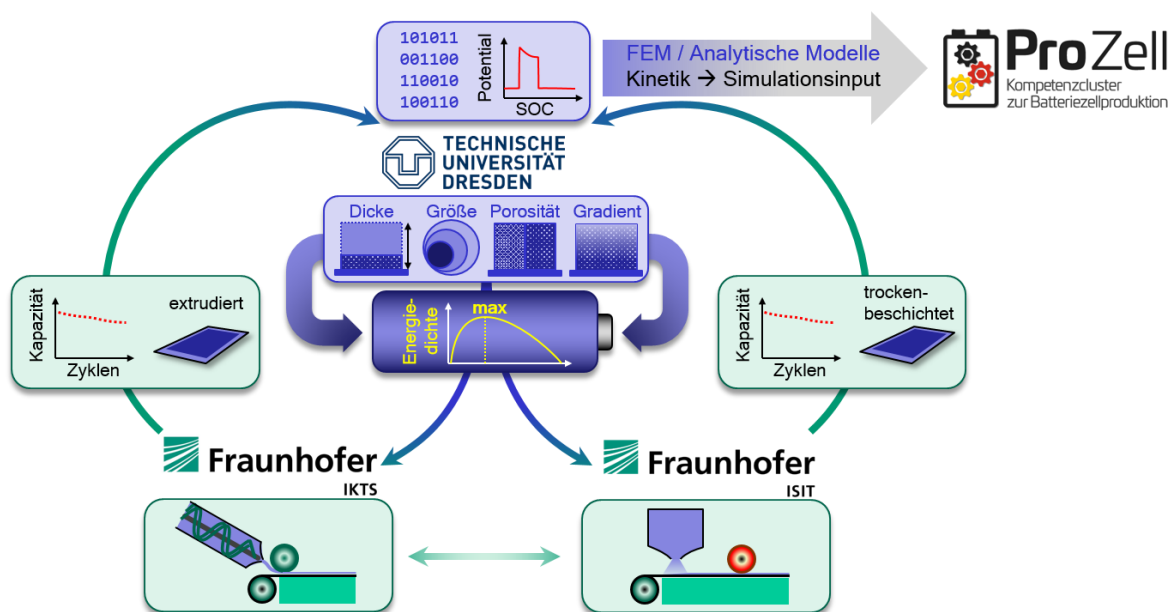 101011
001100
110010
100110
Potential
SOC
FEM / Analytische Modelle
Kinetik → Simulationsinput
ProZell
Kompetenzcluster
zur Batteriezellproduktion
TECHNISCHE
UNIVERSITÄT
DRESDEN
Dicke
Größe
Porosität
Gradient
Energie-
dichte
max
Kapazität
Zyklen
extrudiert
Kapazität
Zyklen
trocken-
beschichtet
Fraunhofer
IKTS
Fraunhofer
ISIT